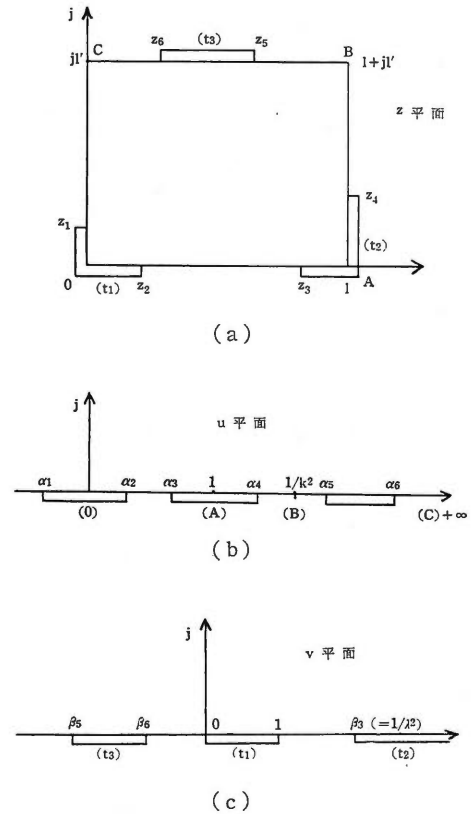 j
z₆ (t3) z₅
C B
jl′ l+jl′
z 平 面
z₄
z₁
(t₂)
0 (t₁) z₂ z₃ l A
(a)
j
u 平 面
α₁ α₂ α₃ 1 α₄ 1/k² α₅ α₆
(0) (A) (B) (C)+∞
(b)
j
v 平 面
β₅ β₆ 0 1 β₃ (=1/λ²)
(t₃) (t₁) (t₂)
(c)